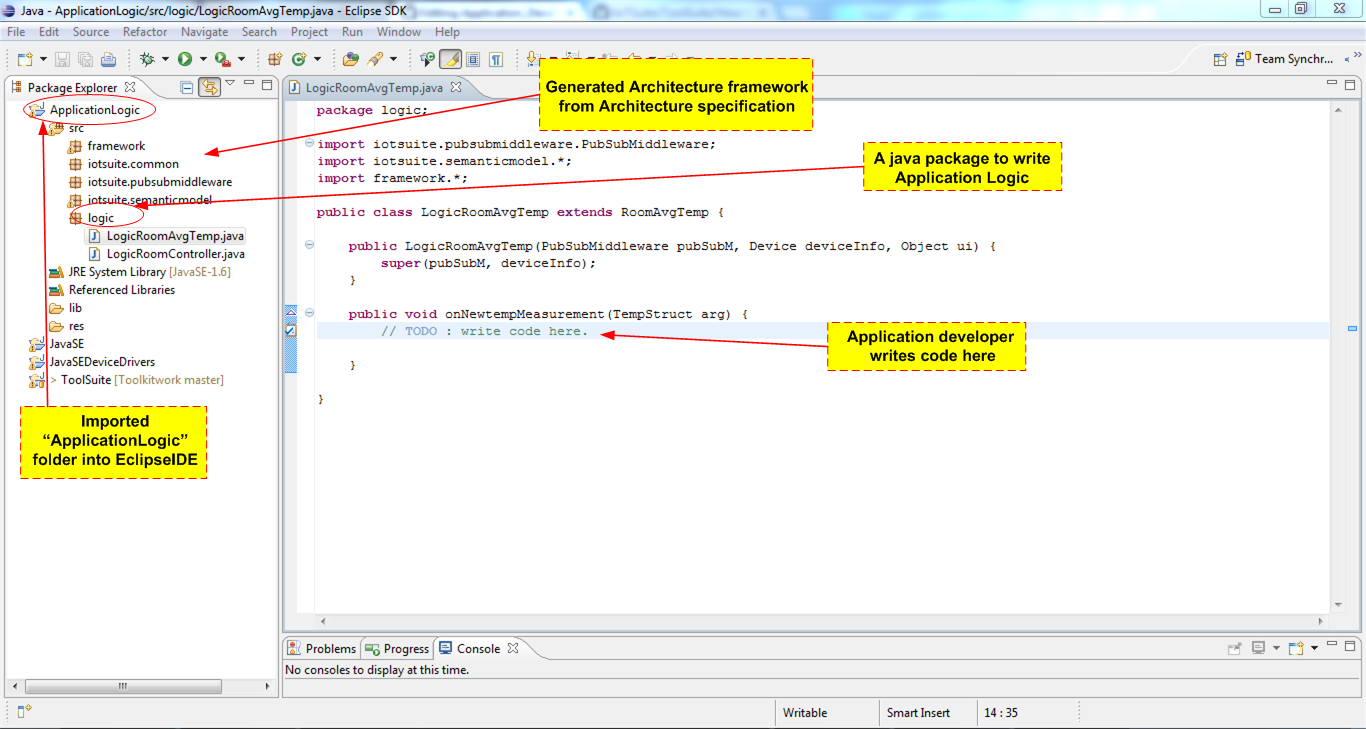 Java - ApplicationLogic/src/logic/LogicRoomAvgTemp.java - Eclipse SDK
File Edit Source Refactor Navigate Search Project Run Window Help
Team Synchr...
Package Explorer
ApplicationLogic
src
framework
iotsuite.common
iotsuite.pubsubmiddleware
iotsuite.semanticmodel
logic
LogicRoomAvgTemp.java
LogicRoomController.java
JRE System Library [JavaSE-1.6]
Referenced Libraries
lib
res
JavaSE
JavaSEDeviceDrivers
> ToolSuite [Toolkitwork master]
Imported
“ApplicationLogic”
folder into EclipseIDE
LogicRoomAvgTemp.java
Generated Architecture framework
from Architecture specification
package logic;
import iotsuite.pubsubmiddleware.PubSubMiddleware;
import iotsuite.semanticmodel.*;
import framework.*;
A java package to write
Application Logic
public class LogicRoomAvgTemp extends RoomAvgTemp {
public LogicRoomAvgTemp(PubSubMiddleware pubSubM, Device deviceInfo, Object ui) {
super(pubSubM, deviceInfo);
}
public void onNewtempMeasurement(TempStruct arg) {
// TODO : write code here.
Application developer
writes code here
}
}
Problems Progress Console
No consoles to display at this time.
Writable Smart Insert 14 : 35